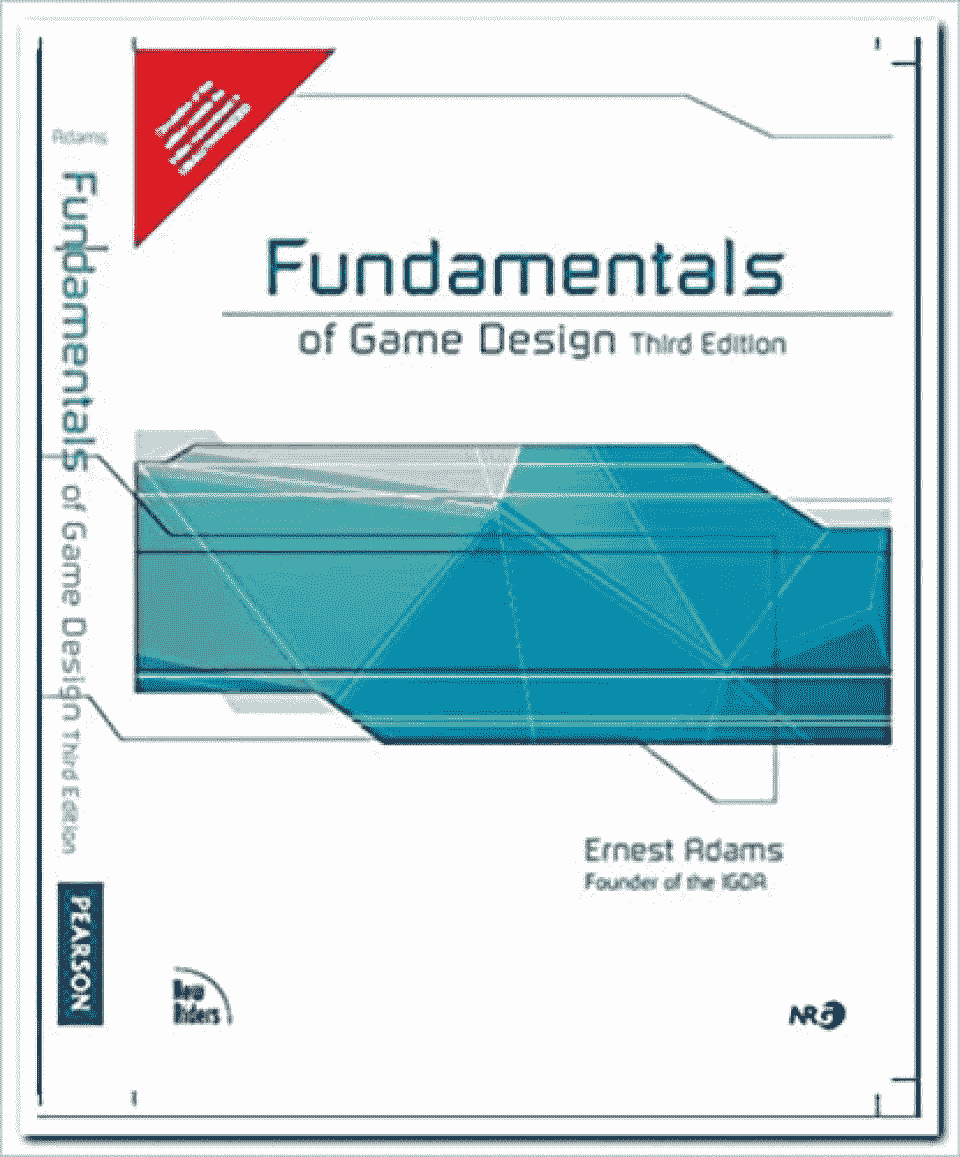 Adams
Fundamentals of Game Design Third Edition
PEARSON
Fundamentals
of Game Design Third Edition
Ernest Adams
Founder of the IGDA
New
Riders
NR